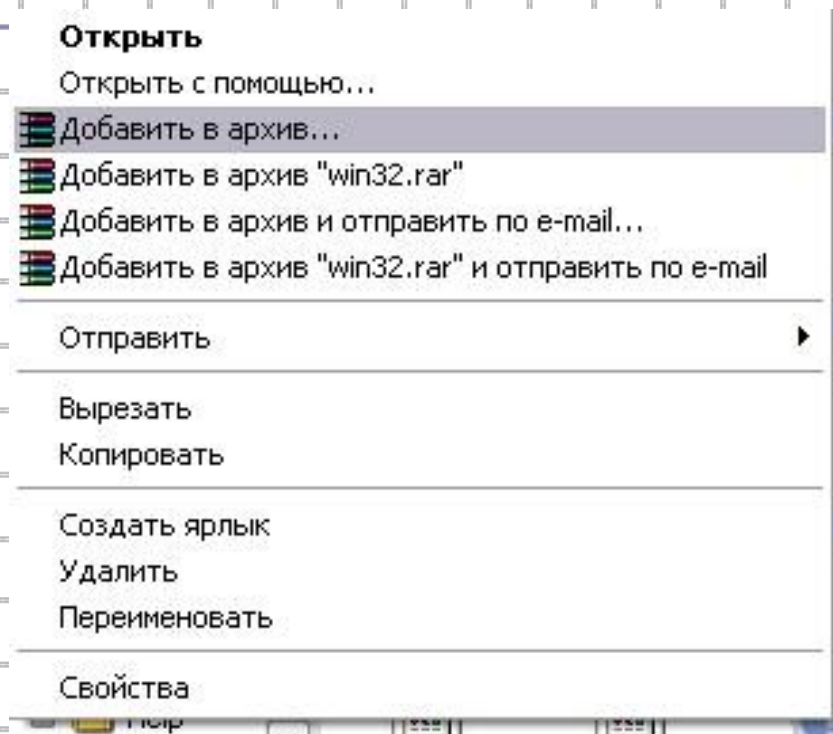 Открыть
Открыть с помощью...
Добавить в архив...
Добавить в архив "win32.rar"
Добавить в архив и отправить по e-mail...
Добавить в архив "win32.rar" и отправить по e-mail
Отправить
Вырезать
Копировать
Создать ярлык
Удалить
Переименовать
Свойства
Help